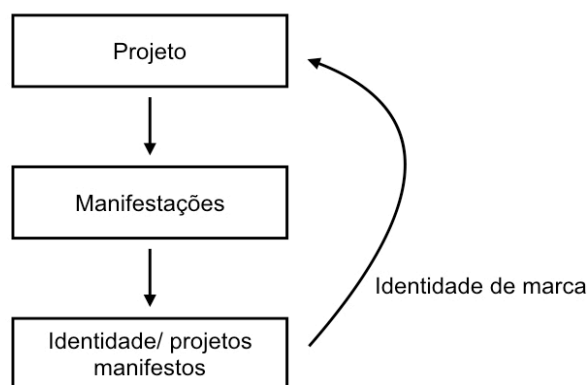 Projeto
Manifestações
Identidade de marca
Identidade/ projetos
manifestos